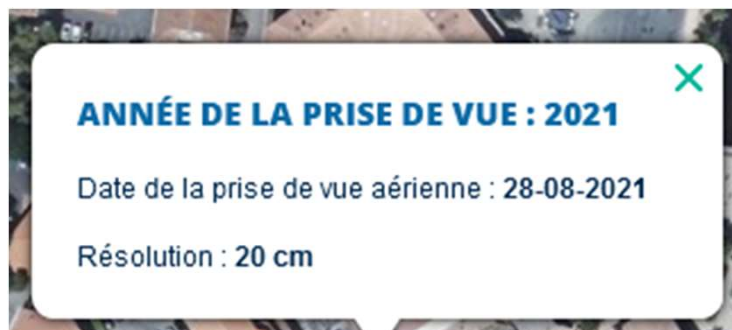 ANNÉE DE LA PRISE DE VUE : 2021
Date de la prise de vue aérienne : 28-08-2021
Résolution : 20 cm